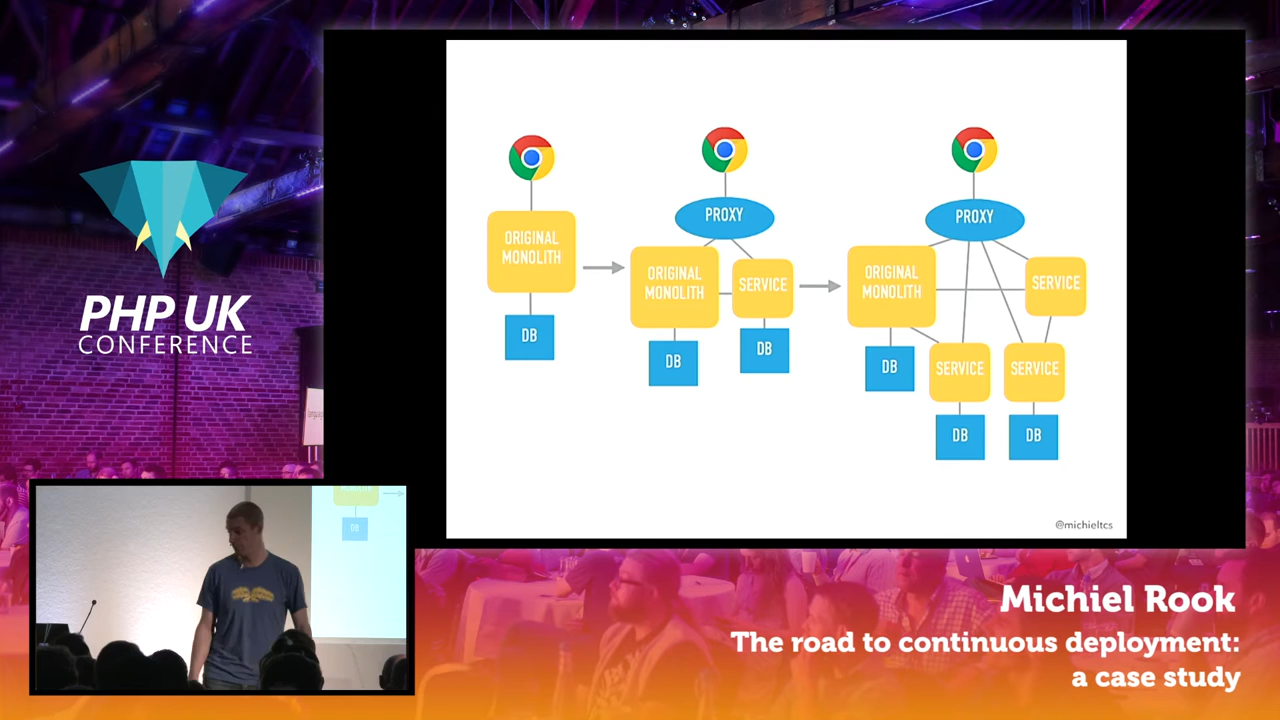 PHP UK
CONFERENCE
ORIGINAL
MONOLITH
DB
PROXY
ORIGINAL
MONOLITH
SERVICE
DB
DB
PROXY
ORIGINAL
MONOLITH
SERVICE
DB
SERVICE
SERVICE
DB
DB
@michieltcs
DB
Michiel Rook
The road to continuous deployment:
a case study